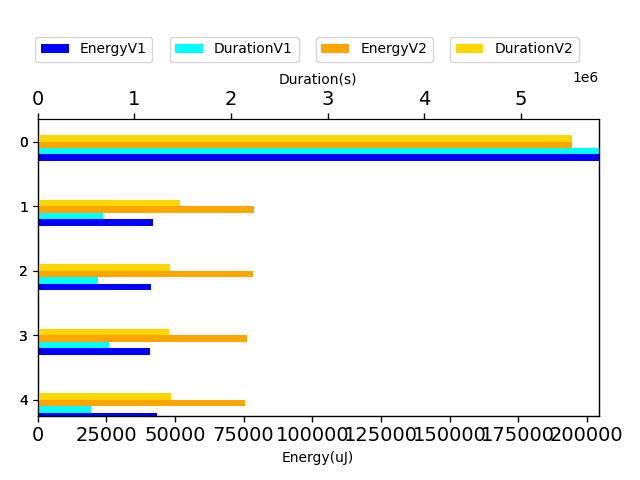 EnergyV1 DurationV1 EnergyV2 DurationV2
Duration(s)
1e6
0 1 2 3 4 5
0
1
2
3
4
0 25000 50000 75000 100000 125000 150000 175000 200000
Energy(uJ)